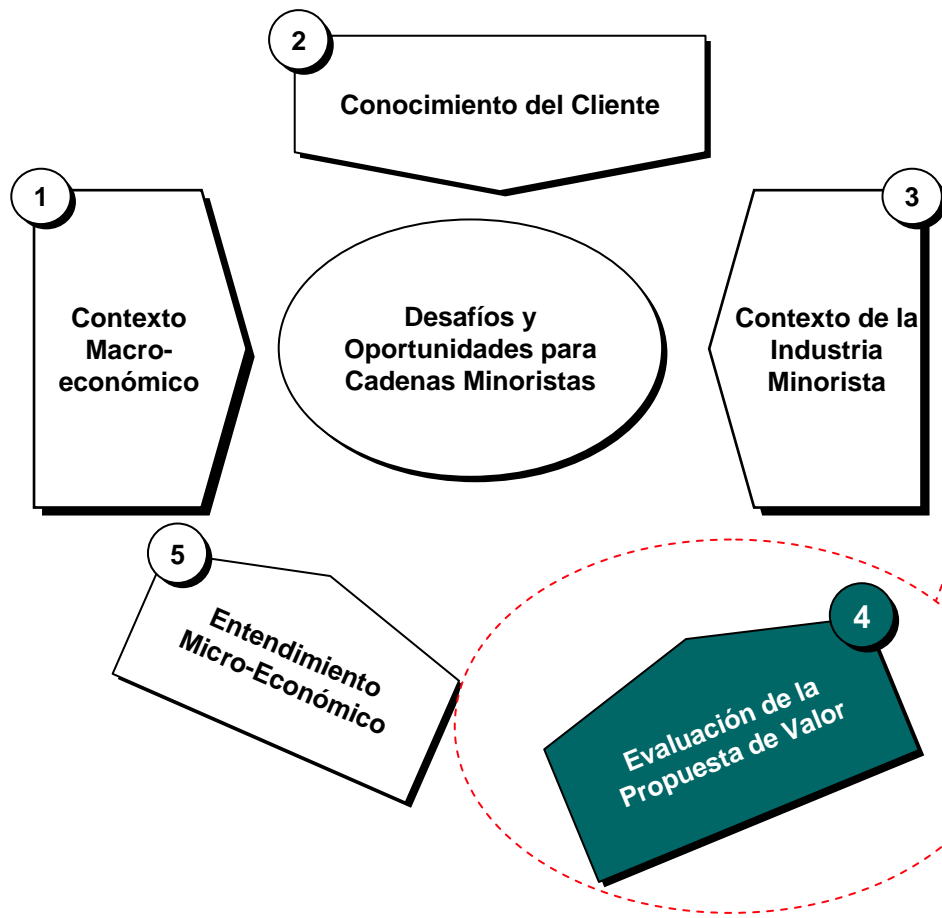 2
Conocimiento del Cliente
1
Contexto
Macro-
económico
Desafíos y
Oportunidades para
Cadenas Minoristas
3
Contexto de la
Industria
Minorista
5
Entendimiento
Micro-Económico
4
Evaluación de la
Propuesta de Valor